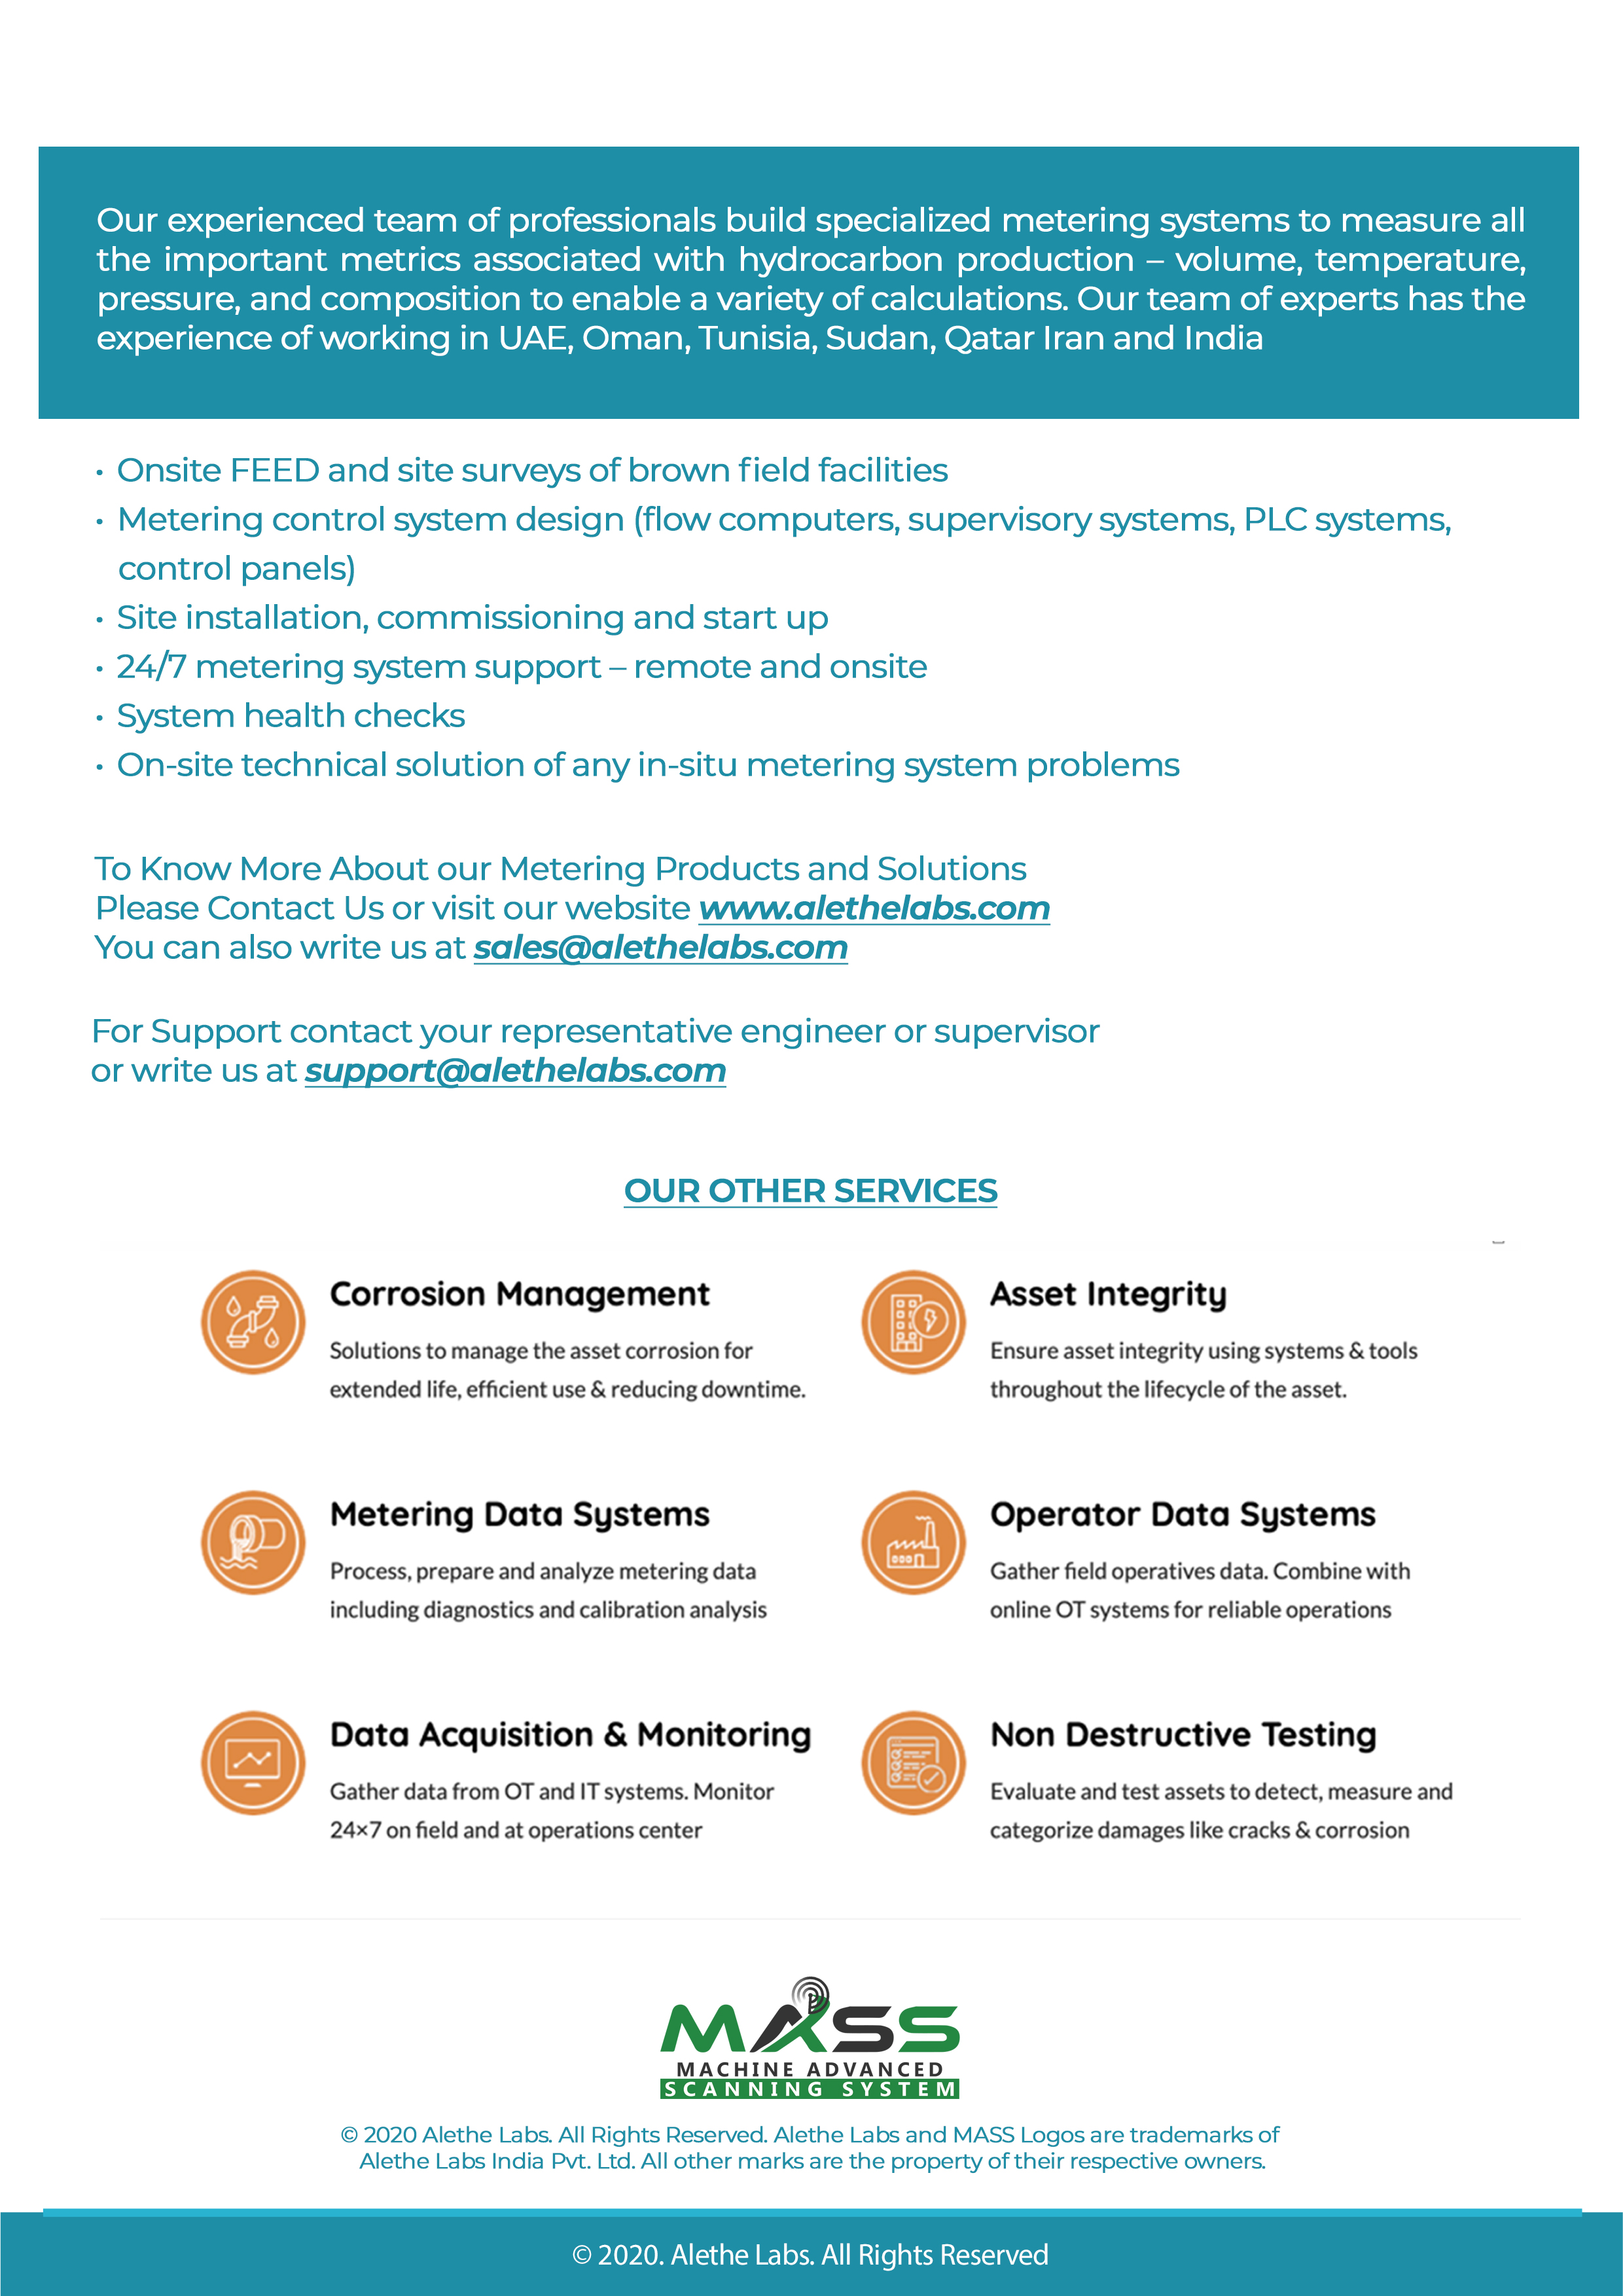 Our experienced team of professionals build specialized metering systems to measure all
the important metrics associated with hydrocarbon production – volume, temperature,
pressure, and composition to enable a variety of calculations. Our team of experts has the
experience of working in UAE, Oman, Tunisia, Sudan, Qatar Iran and India
• Onsite FEED and site surveys of brown field facilities
• Metering control system design (flow computers, supervisory systems, PLC systems,
control panels)
• Site installation, commissioning and start up
• 24/7 metering system support – remote and onsite
• System health checks
• On-site technical solution of any in-situ metering system problems
To Know More About our Metering Products and Solutions
Please Contact Us or visit our website www.alethelabs.com
You can also write us at sales@alethelabs.com
For Support contact your representative engineer or supervisor
or write us at support@alethelabs.com
OUR OTHER SERVICES
Corrosion Management
Solutions to manage the asset corrosion for
extended life, efficient use & reducing downtime.
Asset Integrity
Ensure asset integrity using systems & tools
throughout the lifecycle of the asset.
Metering Data Systems
Process, prepare and analyze metering data
including diagnostics and calibration analysis
Operator Data Systems
Gather field operatives data. Combine with
online OT systems for reliable operations
Data Acquisition & Monitoring
Gather data from OT and IT systems. Monitor
24×7 on field and at operations center
Non Destructive Testing
Evaluate and test assets to detect, measure and
categorize damages like cracks & corrosion
MASS
MACHINE ADVANCED
SCANNING SYSTEM
© 2020 Alethe Labs. All Rights Reserved. Alethe Labs and MASS Logos are trademarks of
Alethe Labs India Pvt. Ltd. All other marks are the property of their respective owners.
© 2020. Alethe Labs. All Rights Reserved